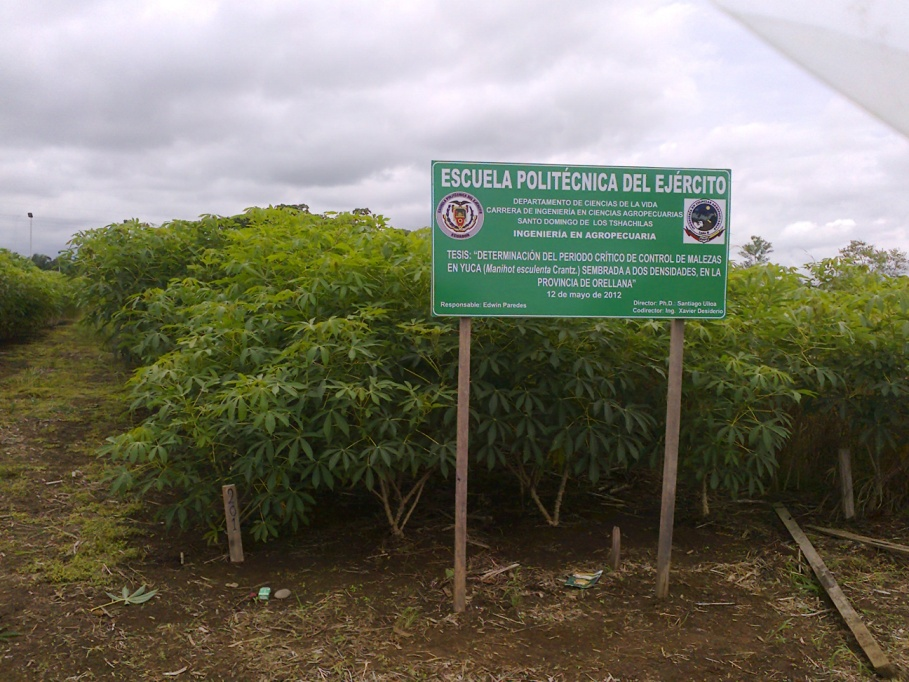 ESCUELA POLITÉCNICA DEL EJÉRCITO
DEPARTAMENTO DE CIENCIAS DE LA VIDA
CARRERA DE INGENIERÍA EN CIENCIAS AGROPECUARIAS
SANTO DOMINGO DE LOS TSHACHILAS
INGENIERÍA EN AGROPECUARIA
TESIS: "DETERMINACIÓN DEL PERIODO CRÍTICO DE CONTROL DE MALEZAS
EN YUCA (Manihot esculenta Crantz.) SEMBRADA A DOS DENSIDADES, EN LA
PROVINCIA DE ORELLANA"
12 de mayo de 2012
Responsable: Edwin Paredes
Director: Ph.D., Santiago Ulloa
Codirector: Ing. Xavier Desiderio